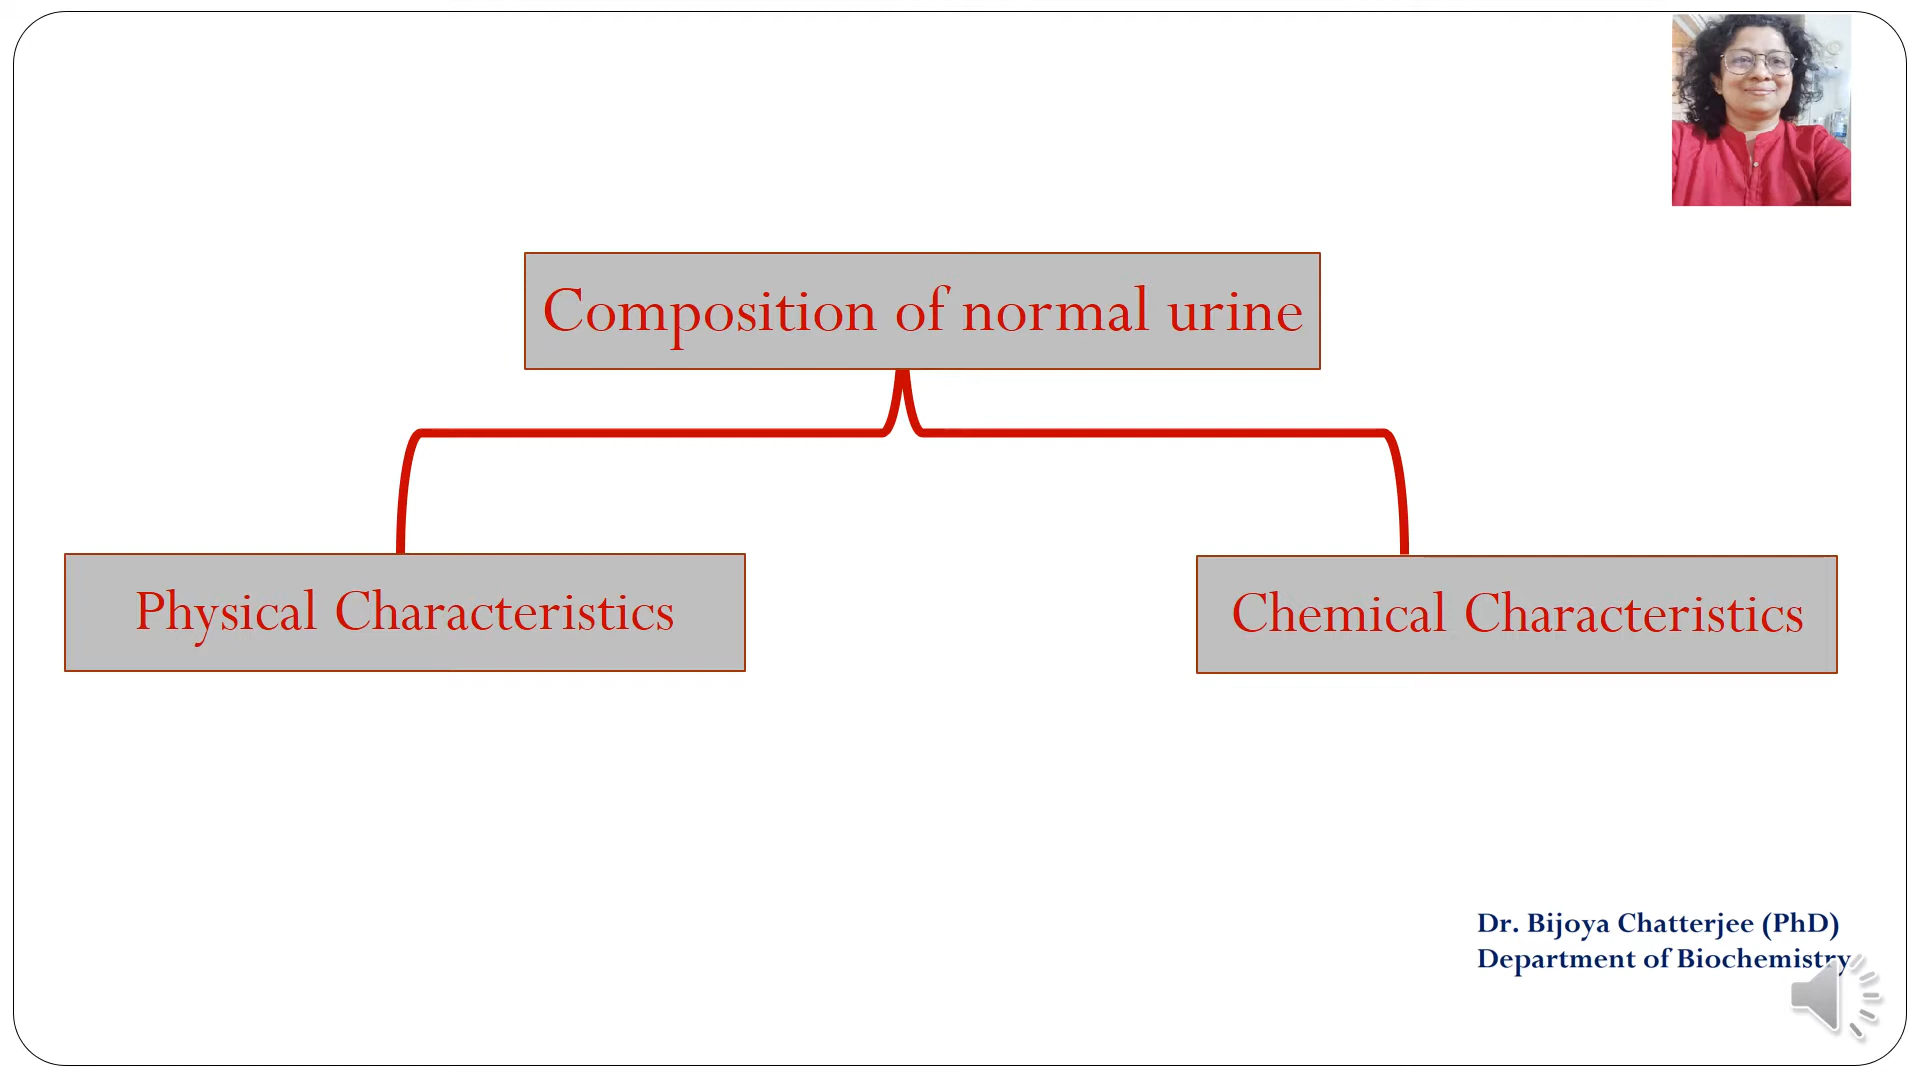 Composition of normal urine
Physical Characteristics
Chemical Characteristics
Dr. Bijoya Chatterjee (PhD)
Department of Biochemistry